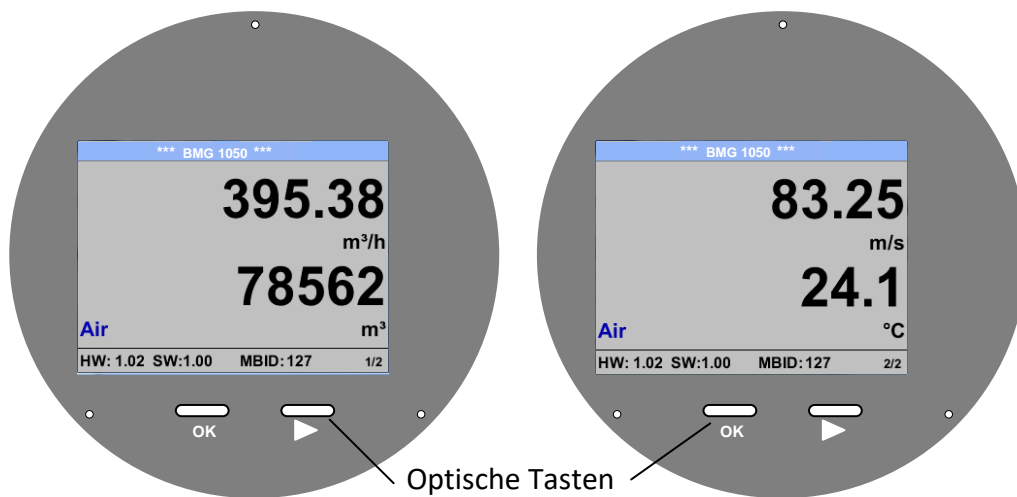 *** BMG 1050 ***
395.38
m³/h
78562
Air m³
HW: 1.02 SW:1.00 MBID:127 1/2
OK
*** BMG 1050 ***
83.25
m/s
24.1
Air °C
HW: 1.02 SW:1.00 MBID:127 2/2
OK
Optische Tasten